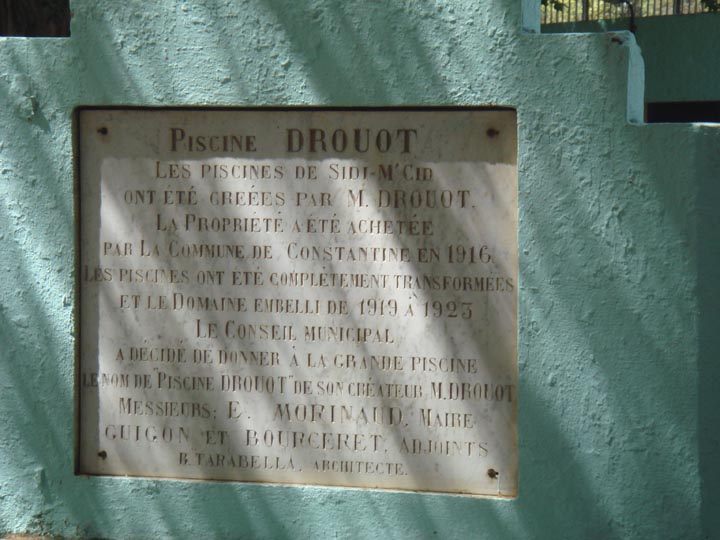 PISCINE DROUOT
LES PISCINES DE SIDI-M'CID
ONT ÉTÉ CREÉES PAR M. DROUOT.
LA PROPRIÉTÉ A ÉTÉ ACHETÉE
PAR LA COMMUNE DE CONSTANTINE EN 1916
LES PISCINES ONT ETÉ COMPLÈTEMENT TRANSFORMÉES
ET LE DOMAINE EMBELLI DE 1919 À 1923
LE CONSEIL MUNICIPAL
A DÉCIDÉ DE DONNER À LA GRANDE PISCINE
LE NOM DE "PISCINE DROUOT" DE SON CRÉATEUR M. DROUOT
MESSIEURS: E. MORINAUD, MAIRE
GUIGON ET BOURCERET, ADJOINTS
B. TARABELLA, ARCHITECTE.